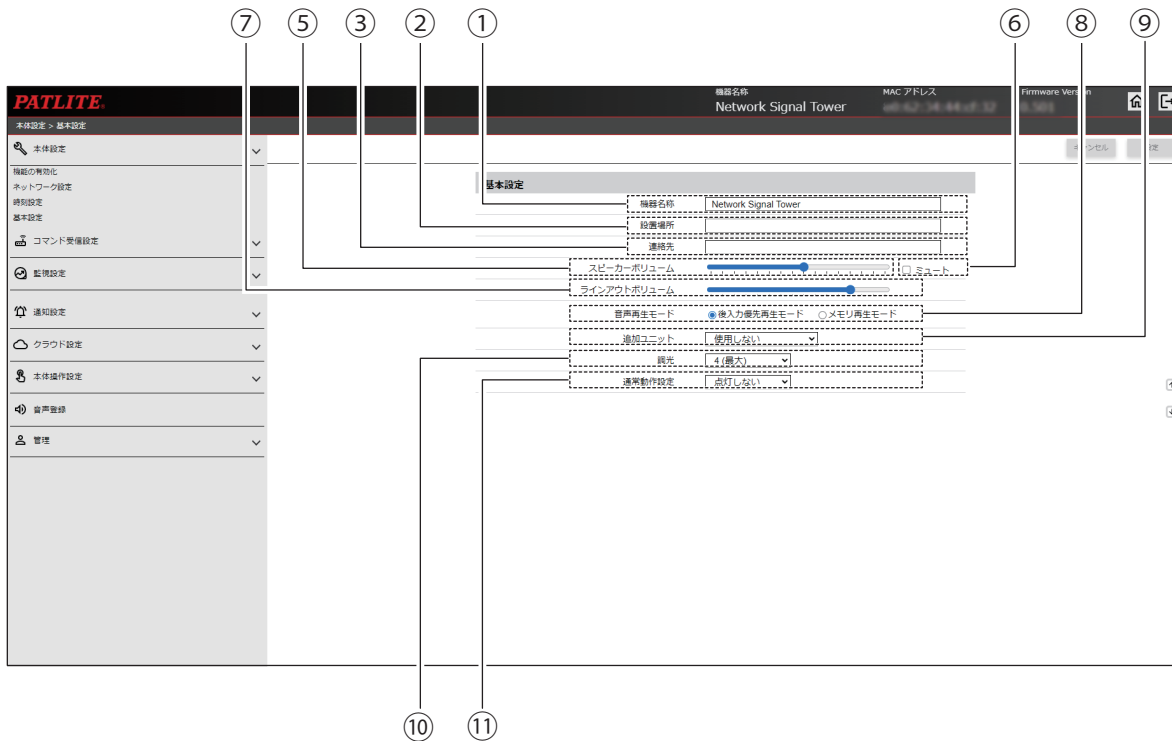 ⑦ ⑤ ③ ② ① ⑥ ⑧ ⑨
PATLITE
機器名称
Network Signal Tower
MAC アドレス
Firmware Version
本体設定 > 基本設定
本体設定
機能の有効化
ネットワーク設定
時刻設定
基本設定
コマンド受信設定
監視設定
通知設定
クラウド設定
本体操作設定
音声登録
管理
基本設定
機器名称 Network Signal Tower
設置場所
連絡先
スピーカーボリューム ミュート
ラインアウトボリューム
音声再生モード 後入力優先再生モード メモリ再生モード
追加ユニット 使用しない
調光 4 (最大)
通常動作設定 点灯しない
⑩ ⑪